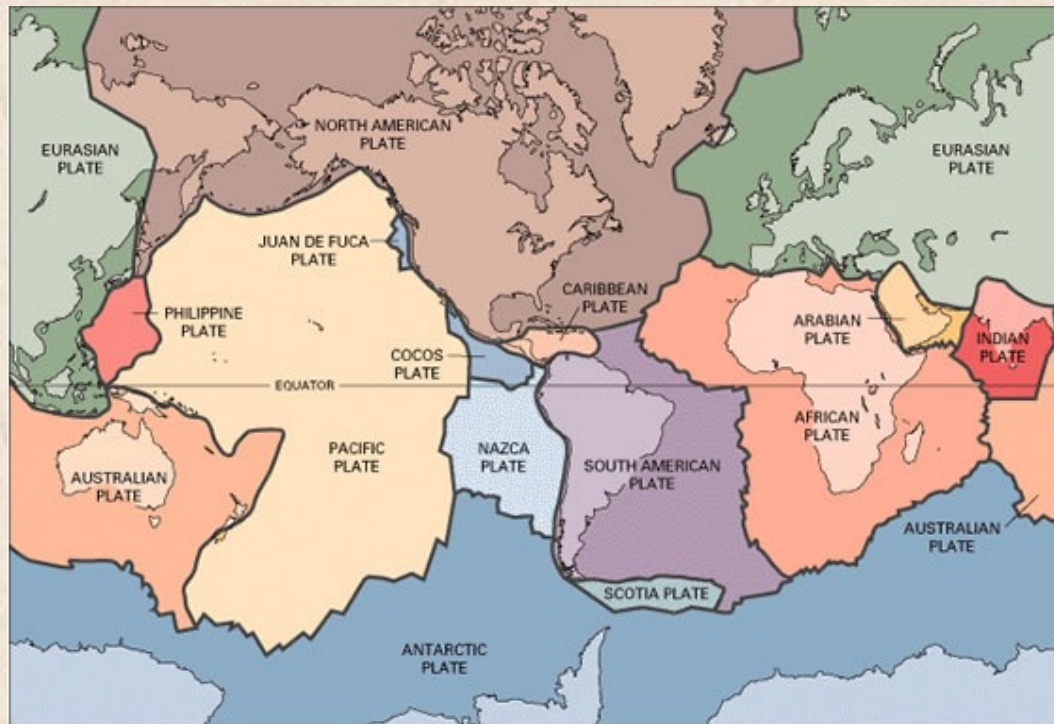 NORTH AMERICAN
PLATE
EURASIAN
PLATE
EURASIAN
PLATE
JUAN DE FUCA
PLATE
CARIBBEAN
PLATE
PHILIPPINE
PLATE
ARABIAN
PLATE
INDIAN
PLATE
COCOS
PLATE
EQUATOR
AFRICAN
PLATE
PACIFIC
PLATE
NAZCA
PLATE
SOUTH AMERICAN
PLATE
AUSTRALIAN
PLATE
AUSTRALIAN
PLATE
SCOTIA PLATE
ANTARCTIC
PLATE